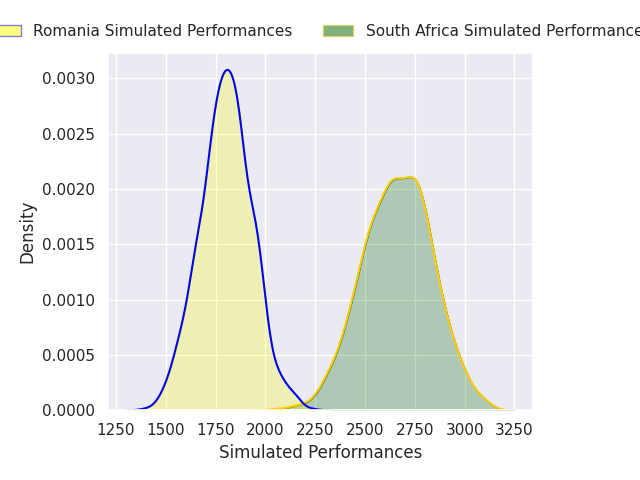 Romania Simulated Performances South Africa Simulated Performance
0.0030
0.0025
0.0020
0.0015
0.0010
0.0005
0.0000
Density
1250 1500 1750 2000 2250 2500 2750 3000 3250
Simulated Performances